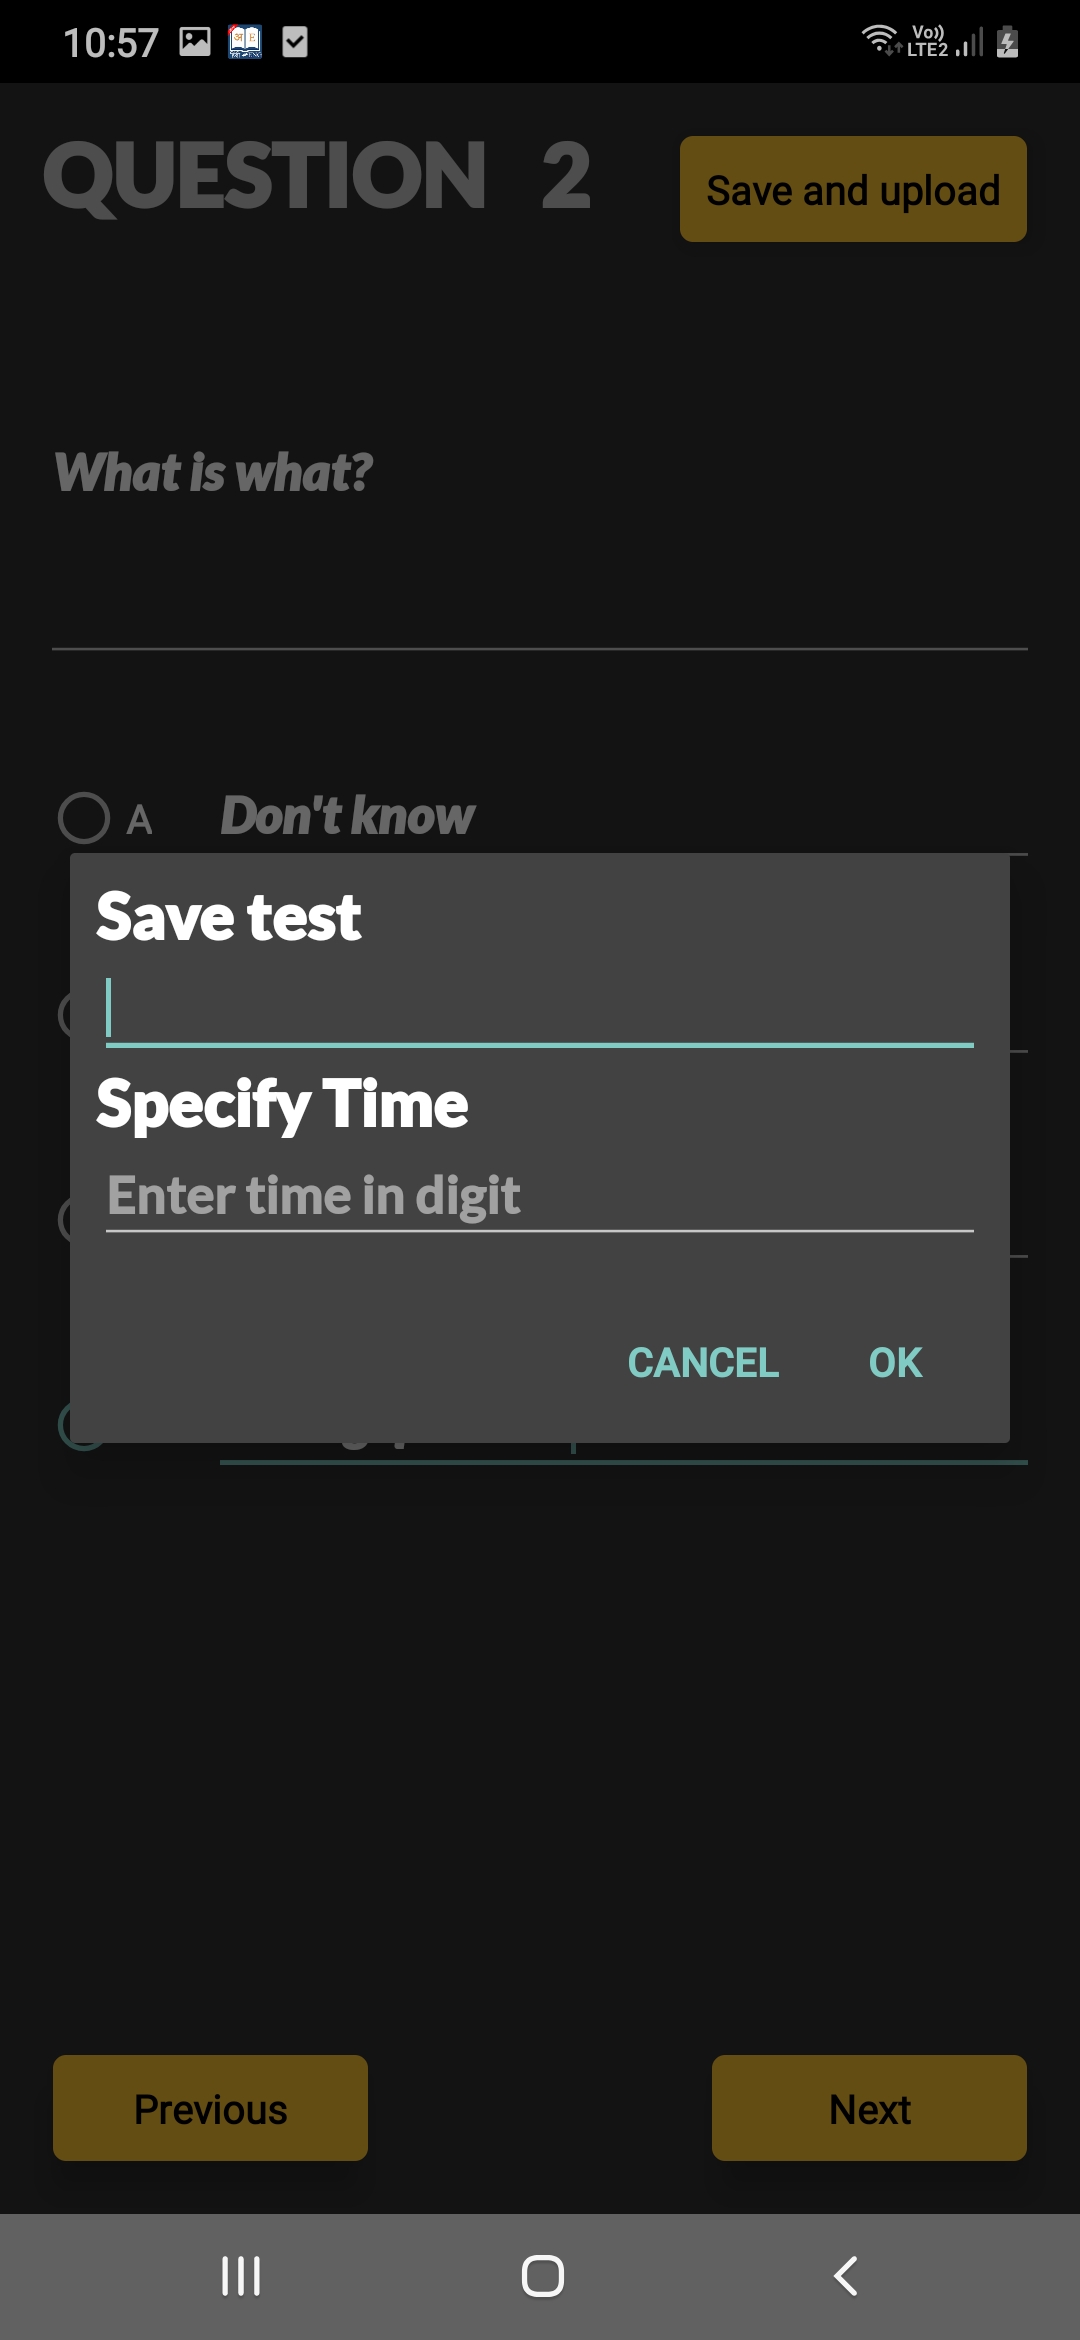 10:57
Vo))
LTE2
QUESTION 2
Save and upload
What is what?
A Don't know
Save test
Specify Time
Enter time in digit
CANCEL OK
Previous
Next